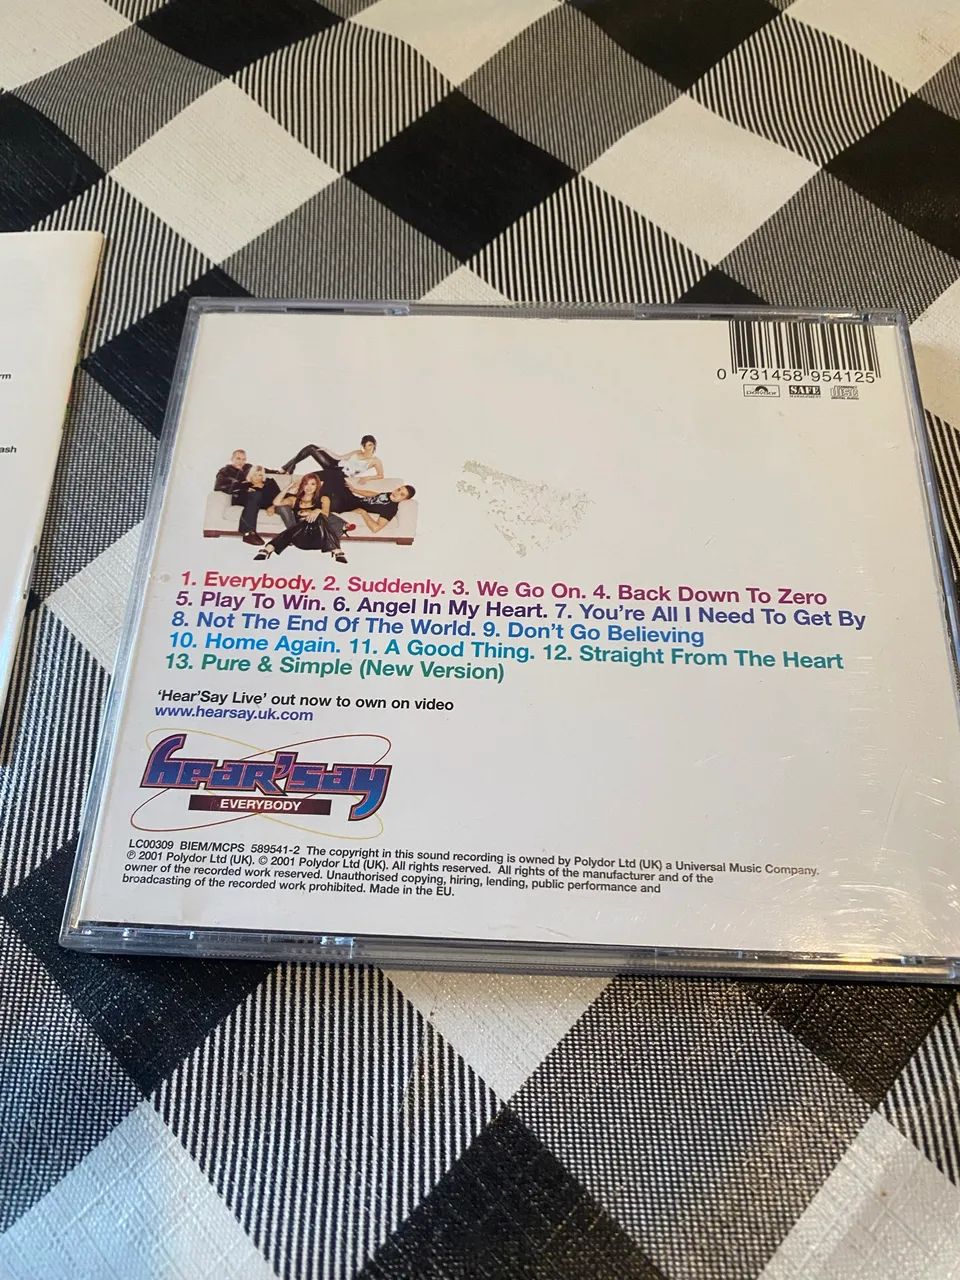 rm
ash
0 731458 954125
polydor SAFE MANAGEMENT
1. Everybody. 2. Suddenly. 3. We Go On. 4. Back Down To Zero
5. Play To Win. 6. Angel In My Heart. 7. You're All I Need To Get By
8. Not The End Of The World. 9. Don't Go Believing
10. Home Again. 11. A Good Thing. 12. Straight From The Heart
13. Pure & Simple (New Version)
'Hear'Say Live' out now to own on video
www.hearsay.uk.com
hear'say
EVERYBODY
LC00309 BIEM/MCPS 589541-2 The copyright in this sound recording is owned by Polydor Ltd (UK) a Universal Music Company.
℗ 2001 Polydor Ltd (UK). © 2001 Polydor Ltd (UK). All rights reserved. All rights of the manufacturer and of the
owner of the recorded work reserved. Unauthorised copying, hiring, lending, public performance and
broadcasting of the recorded work prohibited. Made in the EU.